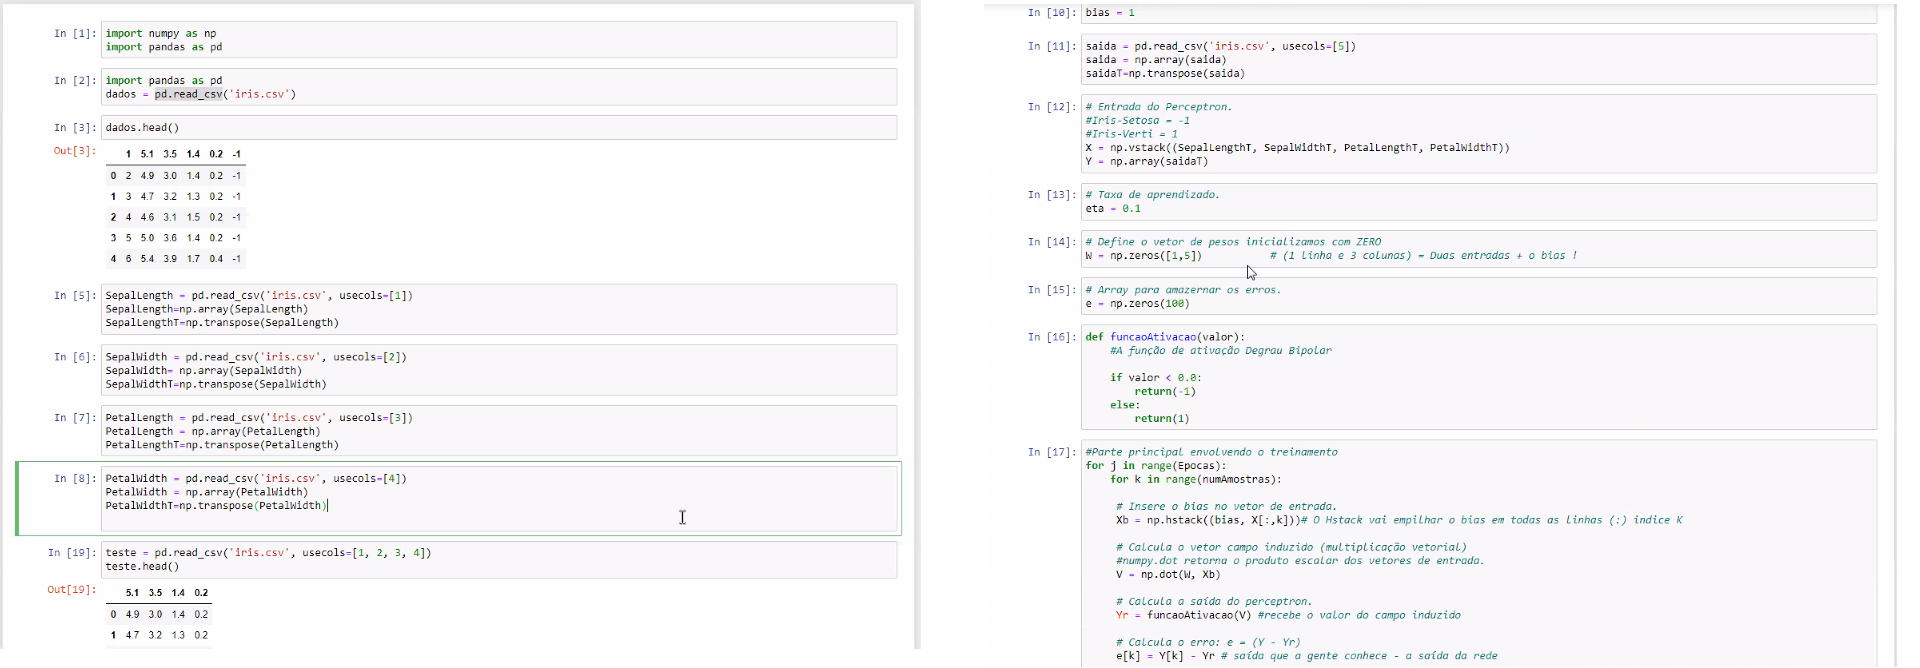 In [1]: import numpy as np
import pandas as pd
In [2]: import pandas as pd
dados = pd.read_csv('iris.csv')
In [3]: dados.head()
Out[3]:
1 5.1 3.5 1.4 0.2 -1
0 2 4.9 3.0 1.4 0.2 -1
1 3 4.7 3.2 1.3 0.2 -1
2 4 4.6 3.1 1.5 0.2 -1
3 5 5.0 3.6 1.4 0.2 -1
4 6 5.4 3.9 1.7 0.4 -1
In [5]: SepalLength = pd.read_csv('iris.csv', usecols=[1])
SepalLength=np.array(SepalLength)
SepalLengthT=np.transpose(SepalLength)
In [6]: SepalWidth = pd.read_csv('iris.csv', usecols=[2])
SepalWidth= np.array(SepalWidth)
SepalWidthT=np.transpose(SepalWidth)
In [7]: PetalLength = pd.read_csv('iris.csv', usecols=[3])
PetalLength = np.array(PetalLength)
PetalLengthT=np.transpose(PetalLength)
In [8]: PetalWidth = pd.read_csv('iris.csv', usecols=[4])
PetalWidth = np.array(PetalWidth)
PetalWidthT=np.transpose(PetalWidth)
In [19]: teste = pd.read_csv('iris.csv', usecols=[1, 2, 3, 4])
teste.head()
Out[19]:
5.1 3.5 1.4 0.2
0 4.9 3.0 1.4 0.2
1 4.7 3.2 1.3 0.2
In [10]: bias = 1
In [11]: saida = pd.read_csv('iris.csv', usecols=[5])
saida = np.array(saida)
saidaT=np.transpose(saida)
In [12]: # Entrada do Perceptron.
#Iris-Setosa = -1
#Iris-Verti = 1
X = np.vstack((SepalLengthT, SepalWidthT, PetalLengthT, PetalWidthT))
Y = np.array(saidaT)
In [13]: # Taxa de aprendizado.
eta = 0.1
In [14]: # Define o vetor de pesos inicializamos com ZERO
W = np.zeros([1,5]) # (1 linha e 3 colunas) = Duas entradas + o bias !
In [15]: # Array para amazernar os erros.
e = np.zeros(100)
In [16]: def funcaoAtivacao(valor):
#A função de ativação Degrau Bipolar
if valor < 0.0:
return(-1)
else:
return(1)
In [17]: #Parte principal envolvendo o treinamento
for j in range(Epocas):
for k in range(numAmostras):
# Insere o bias no vetor de entrada.
Xb = np.hstack((bias, X[:,k]))# O Hstack vai empilhar o bias em todas as linhas (:) indice K
# Calcula o vetor campo induzido (multiplicação vetorial)
#numpy.dot retorna o produto escalar dos vetores de entrada.
V = np.dot(W, Xb)
# Calcula a saída do perceptron.
Yr = funcaoAtivacao(V) #recebe o valor do campo induzido
# Calcula o erro: e = (Y - Yr)
e[k] = Y[k] - Yr # saída que a gente conhece - a saída da rede